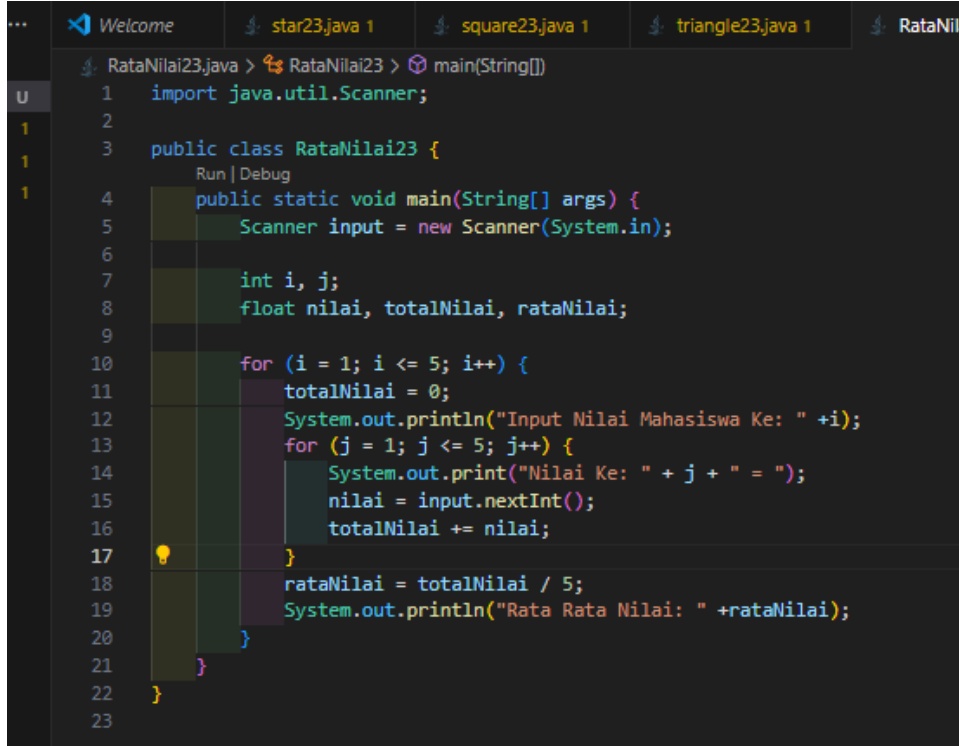 ... Welcome star23.java 1 square23.java 1 triangle23.java 1 RataNil
RataNilai23.java > RataNilai23 > main(String[])
U
1
1
1
1 import java.util.Scanner;
2
3 public class RataNilai23 {
Run | Debug
4 public static void main(String[] args) {
5 Scanner input = new Scanner(System.in);
6
7 int i, j;
8 float nilai, totalNilai, rataNilai;
9
10 for (i = 1; i <= 5; i++) {
11 totalNilai = 0;
12 System.out.println("Input Nilai Mahasiswa Ke: " +i);
13 for (j = 1; j <= 5; j++) {
14 System.out.print("Nilai Ke: " + j + " = ");
15 nilai = input.nextInt();
16 totalNilai += nilai;
17 }
18 rataNilai = totalNilai / 5;
19 System.out.println("Rata Rata Nilai: " +rataNilai);
20 }
21 }
22 }
23